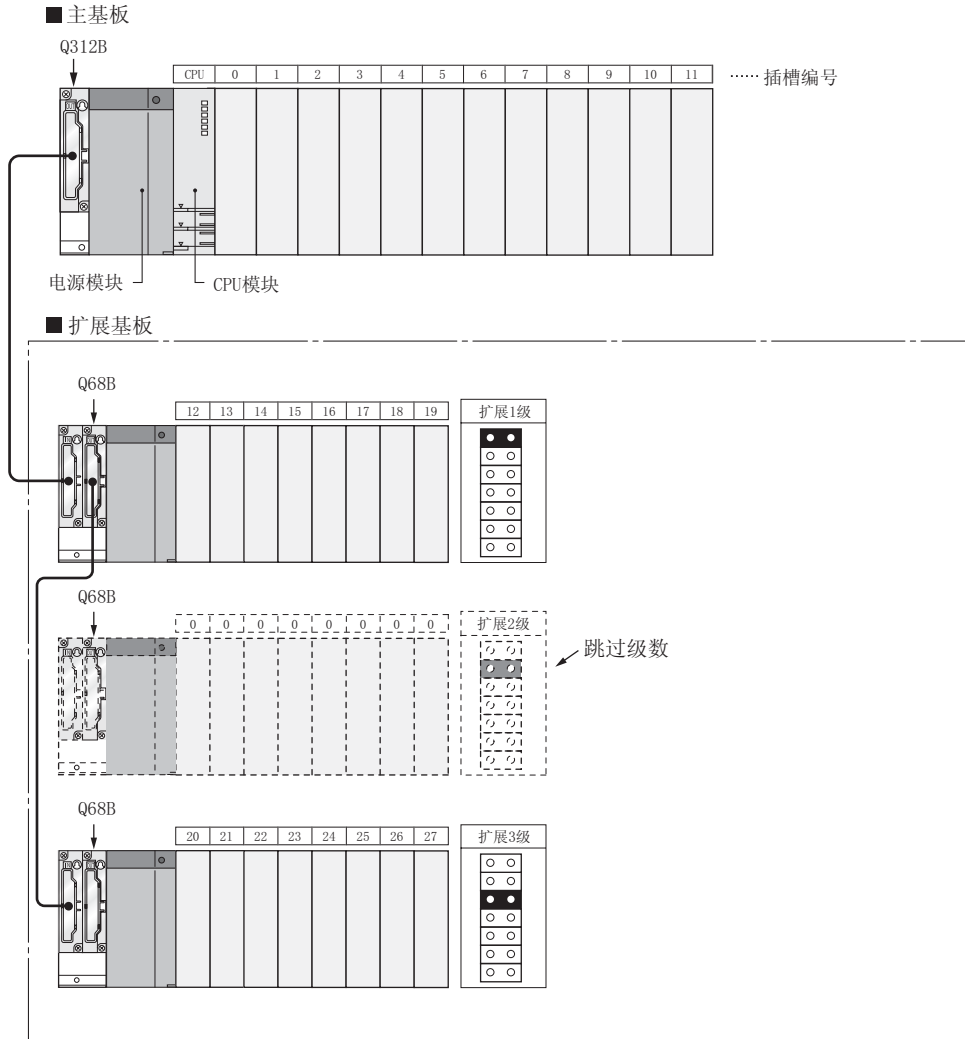 ■主基板
Q312B
CPU 0 1 2 3 4 5 6 7 8 9 10 11 ······插槽编号
电源模块 CPU模块
■扩展基板
Q68B
12 13 14 15 16 17 18 19 扩展1级
Q68B
0 0 0 0 0 0 0 0 扩展2级
跳过级数
Q68B
20 21 22 23 24 25 26 27 扩展3级